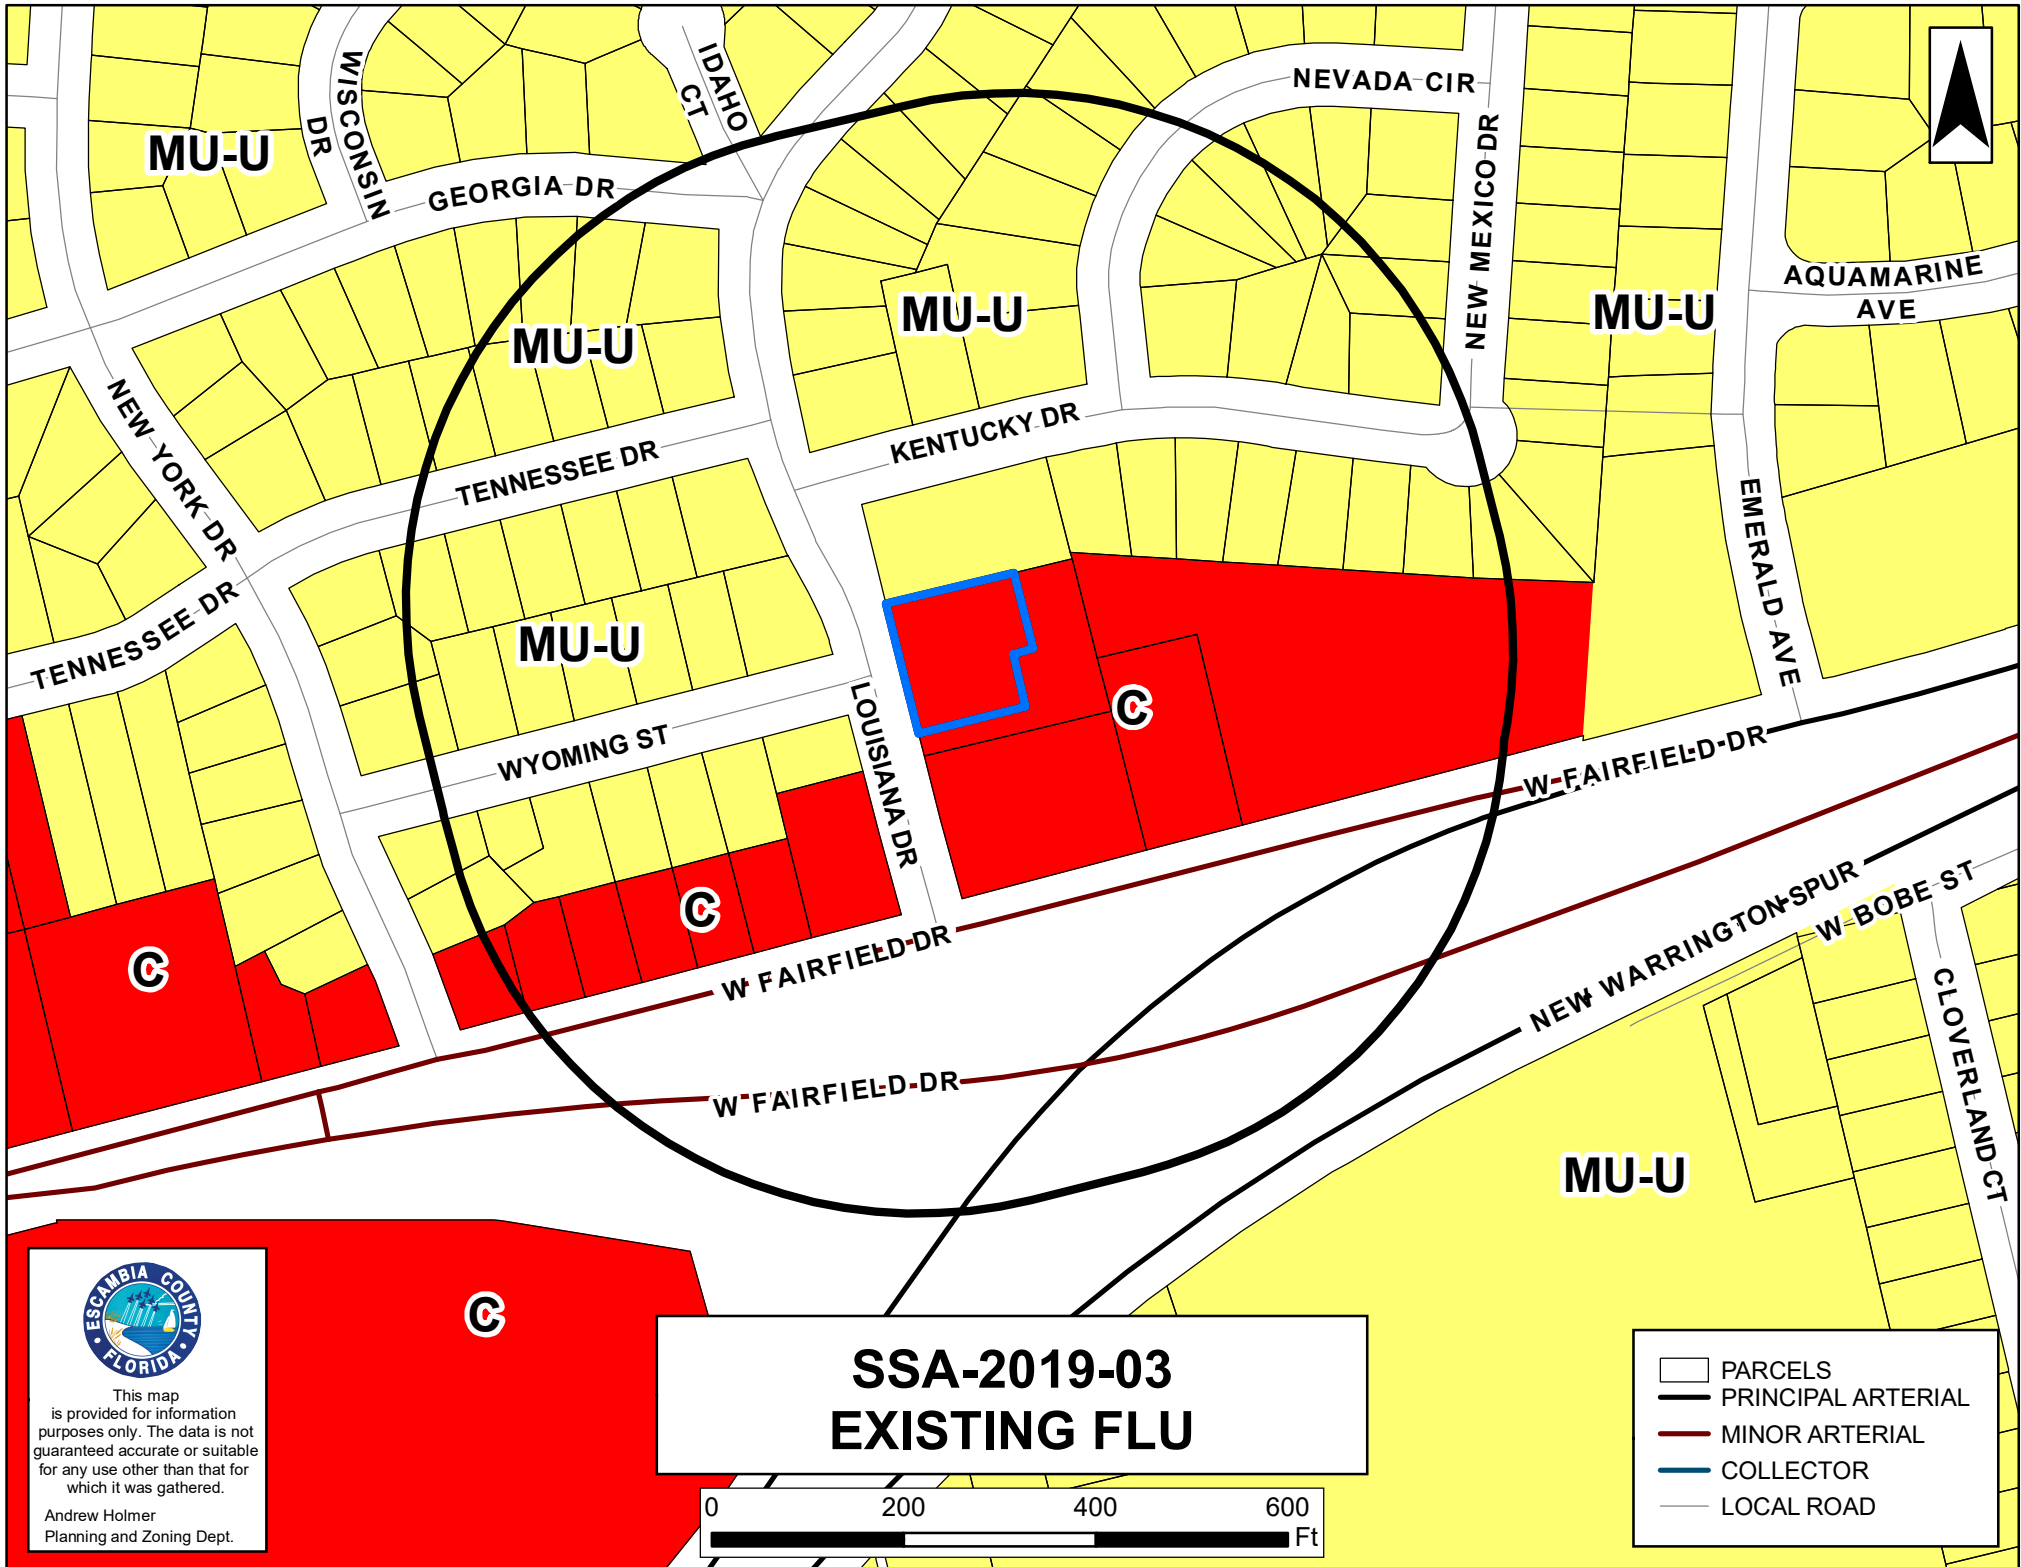 WISCONSIN
DR
IDAHO
CT
NEVADA CIR
MU-U
GEORGIA DR
NEW MEXICO DR
AQUAMARINE
AVE
MU-U
MU-U
MU-U
NEW YORK DR
KENTUCKY DR
TENNESSEE DR
EMERALD AVE
TENNESSEE DR
MU-U
LOUISIANA DR
C
WYOMING ST
W FAIRFIELD DR
C
C
W FAIRFIELD DR
NEW WARRINGTON SPUR
W BOBE ST
CLOVERLAND CT
W FAIRFIELD DR
MU-U
C
ESCAMBIA COUNTY
FLORIDA
This map
is provided for information
purposes only. The data is not
guaranteed accurate or suitable
for any use other than that for
which it was gathered.
Andrew Holmer
Planning and Zoning Dept.
SSA-2019-03
EXISTING FLU
0 200 400 600
Ft
PARCELS
PRINCIPAL ARTERIAL
MINOR ARTERIAL
COLLECTOR
LOCAL ROAD